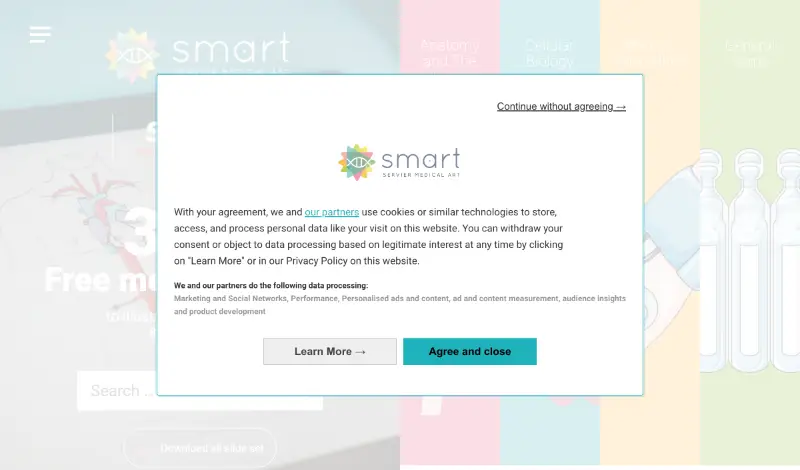 smart
Anatomy
and the
Cellular
Biology
General
Continue without agreeing →
smart
SERVIER MEDICAL ART
With your agreement, we and our partners use cookies or similar technologies to store,
access, and process personal data like your visit on this website. You can withdraw your
consent or object to data processing based on legitimate interest at any time by clicking
on "Learn More" or in our Privacy Policy on this website.
We and our partners do the following data processing:
Marketing and Social Networks, Performance, Personalised ads and content, ad and content measurement, audience insights
and product development
Learn More →
Agree and close
3
Free me
Search ...
Download all slide set